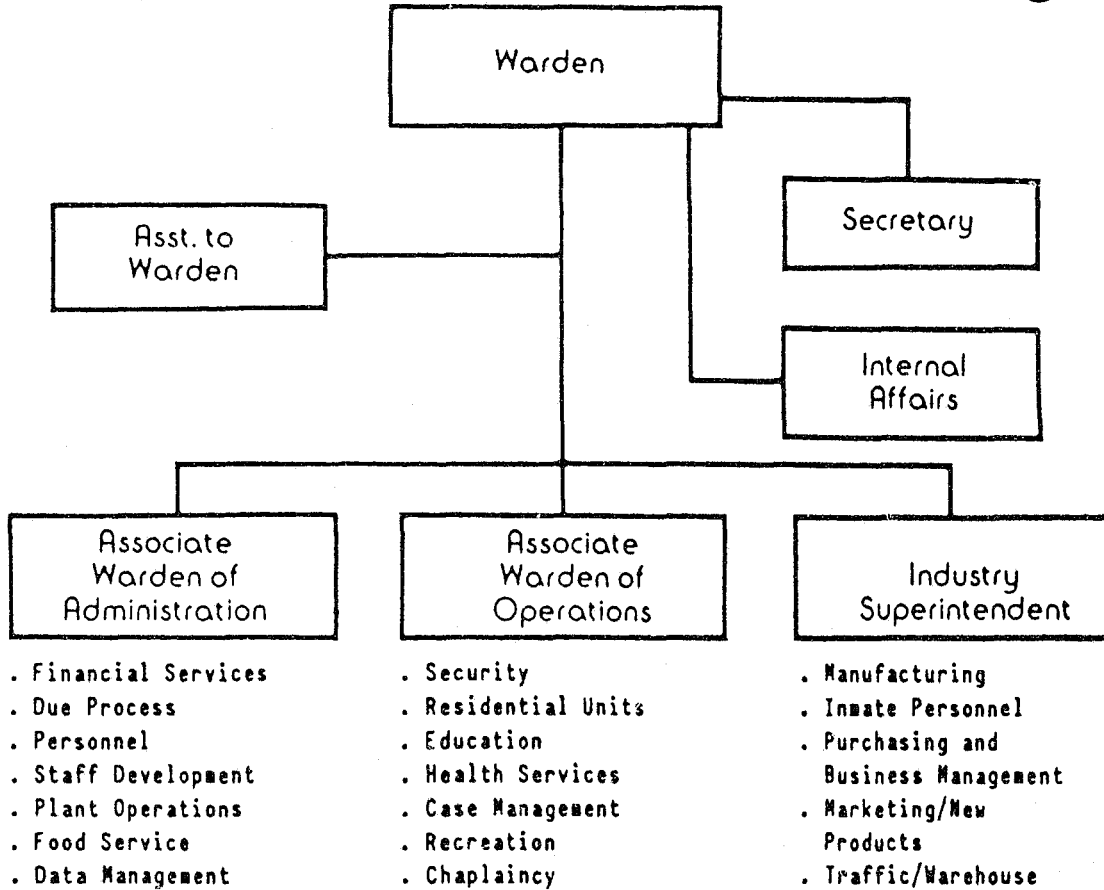 Warden
Secretary
Asst. to
Warden
Internal
Affairs
Associate
Warden of
Administration
Associate
Warden of
Operations
Industry
Superintendent
. Financial Services
. Due Process
. Personnel
. Staff Development
. Plant Operations
. Food Service
. Data Management
. Security
. Residential Units
. Education
. Health Services
. Case Management
. Recreation
. Chaplaincy
. Manufacturing
. Inmate Personnel
. Purchasing and
Business Management
. Marketing/New
Products
. Traffic/Warehouse